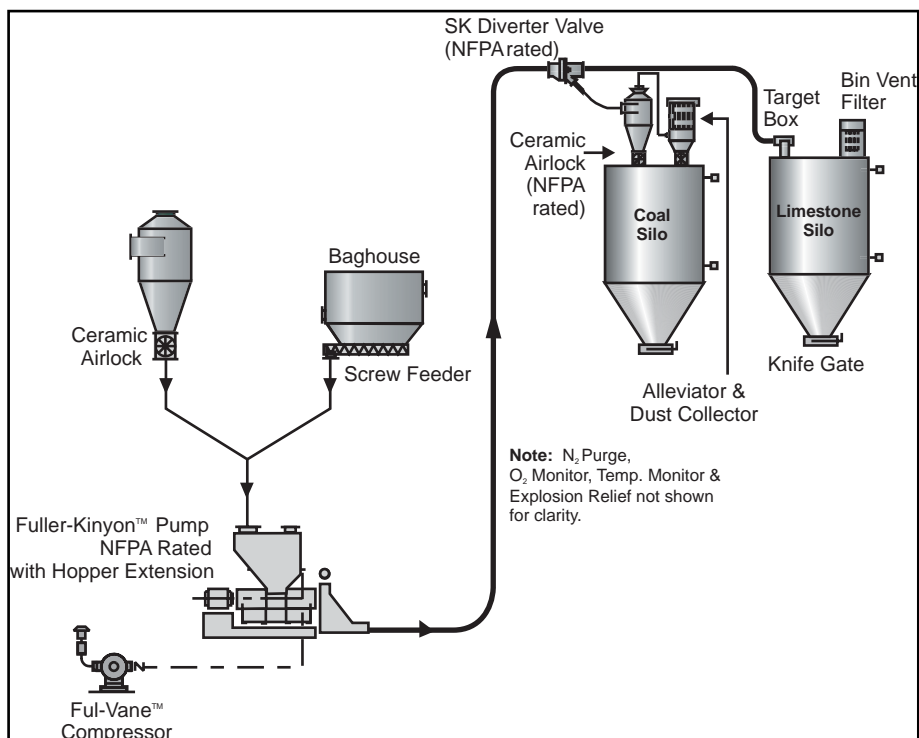 SK Diverter Valve
(NFPA rated)
Bin Vent
Filter
Target
Box
Ceramic
Airlock
(NFPA
rated)
Coal
Silo
Limestone
Silo
Baghouse
Ceramic
Airlock
Screw Feeder
Knife Gate
Alleviator &
Dust Collector
Note: N₂ Purge,
O₂ Monitor, Temp. Monitor &
Explosion Relief not shown
for clarity.
Fuller-Kinyon™ Pump
NFPA Rated
with Hopper Extension
Ful-Vane™
Compressor